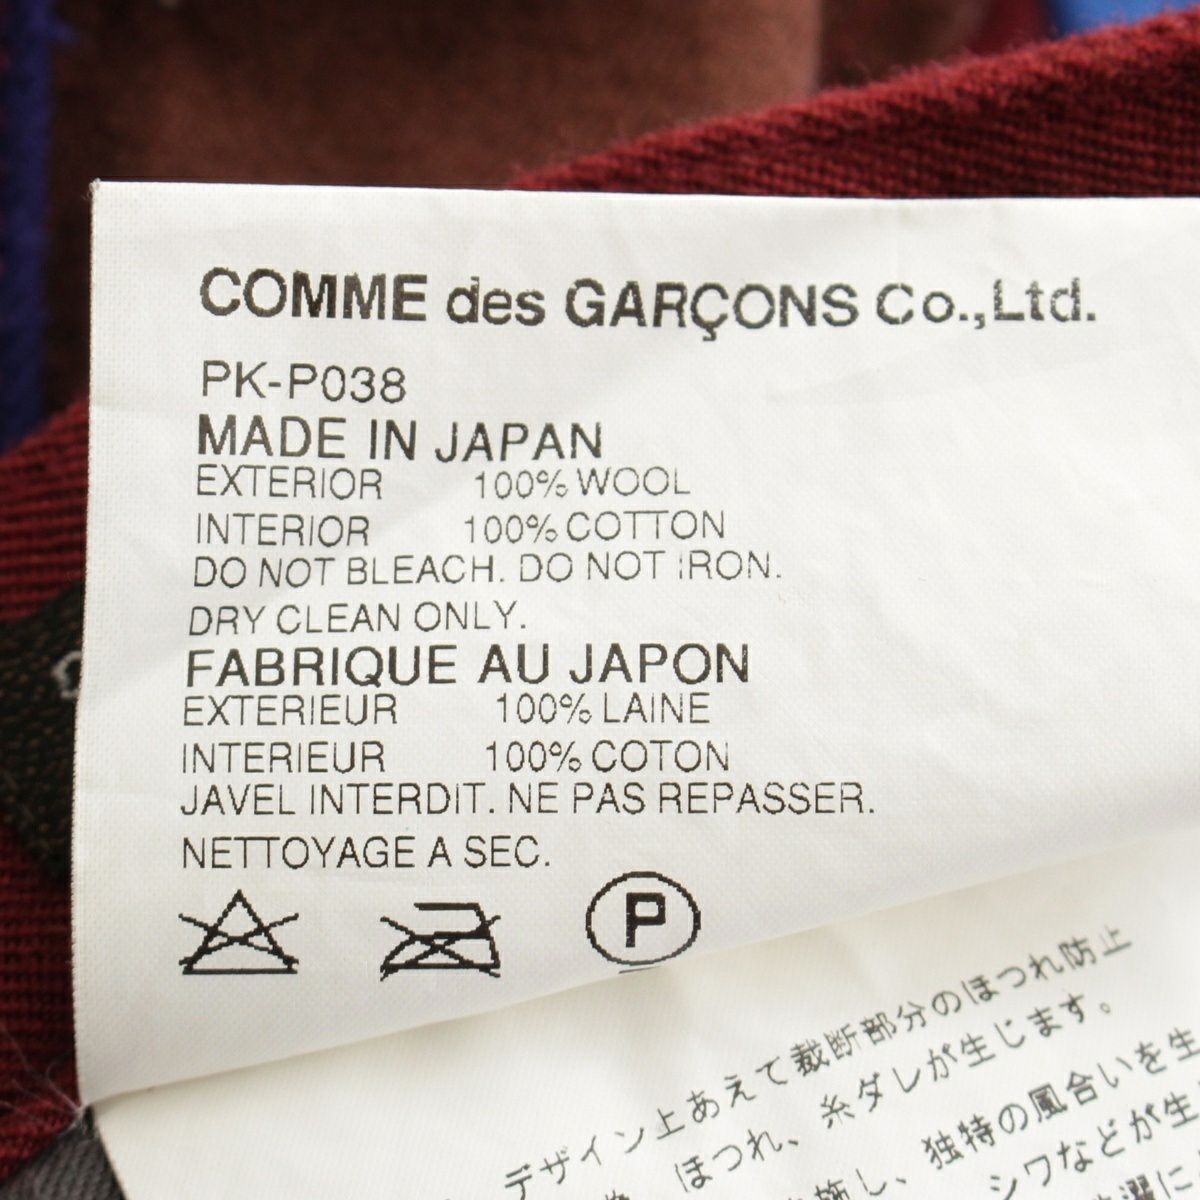 COMME des GARÇONS Co.,Ltd.
PK-P038
MADE IN JAPAN
EXTERIOR 100% WOOL
INTERIOR 100% COTTON
DO NOT BLEACH. DO NOT IRON.
DRY CLEAN ONLY.
FABRIQUE AU JAPON
EXTERIEUR 100% LAINE
INTERIEUR 100% COTON
JAVEL INTERDIT. NE PAS REPASSER.
NETTOYAGE A SEC.
P
デザイン上あえて裁断部分のほつれ防止
ほつれ、糸ダレが生じます。
施し、独特の風合いを生
シワなどが生